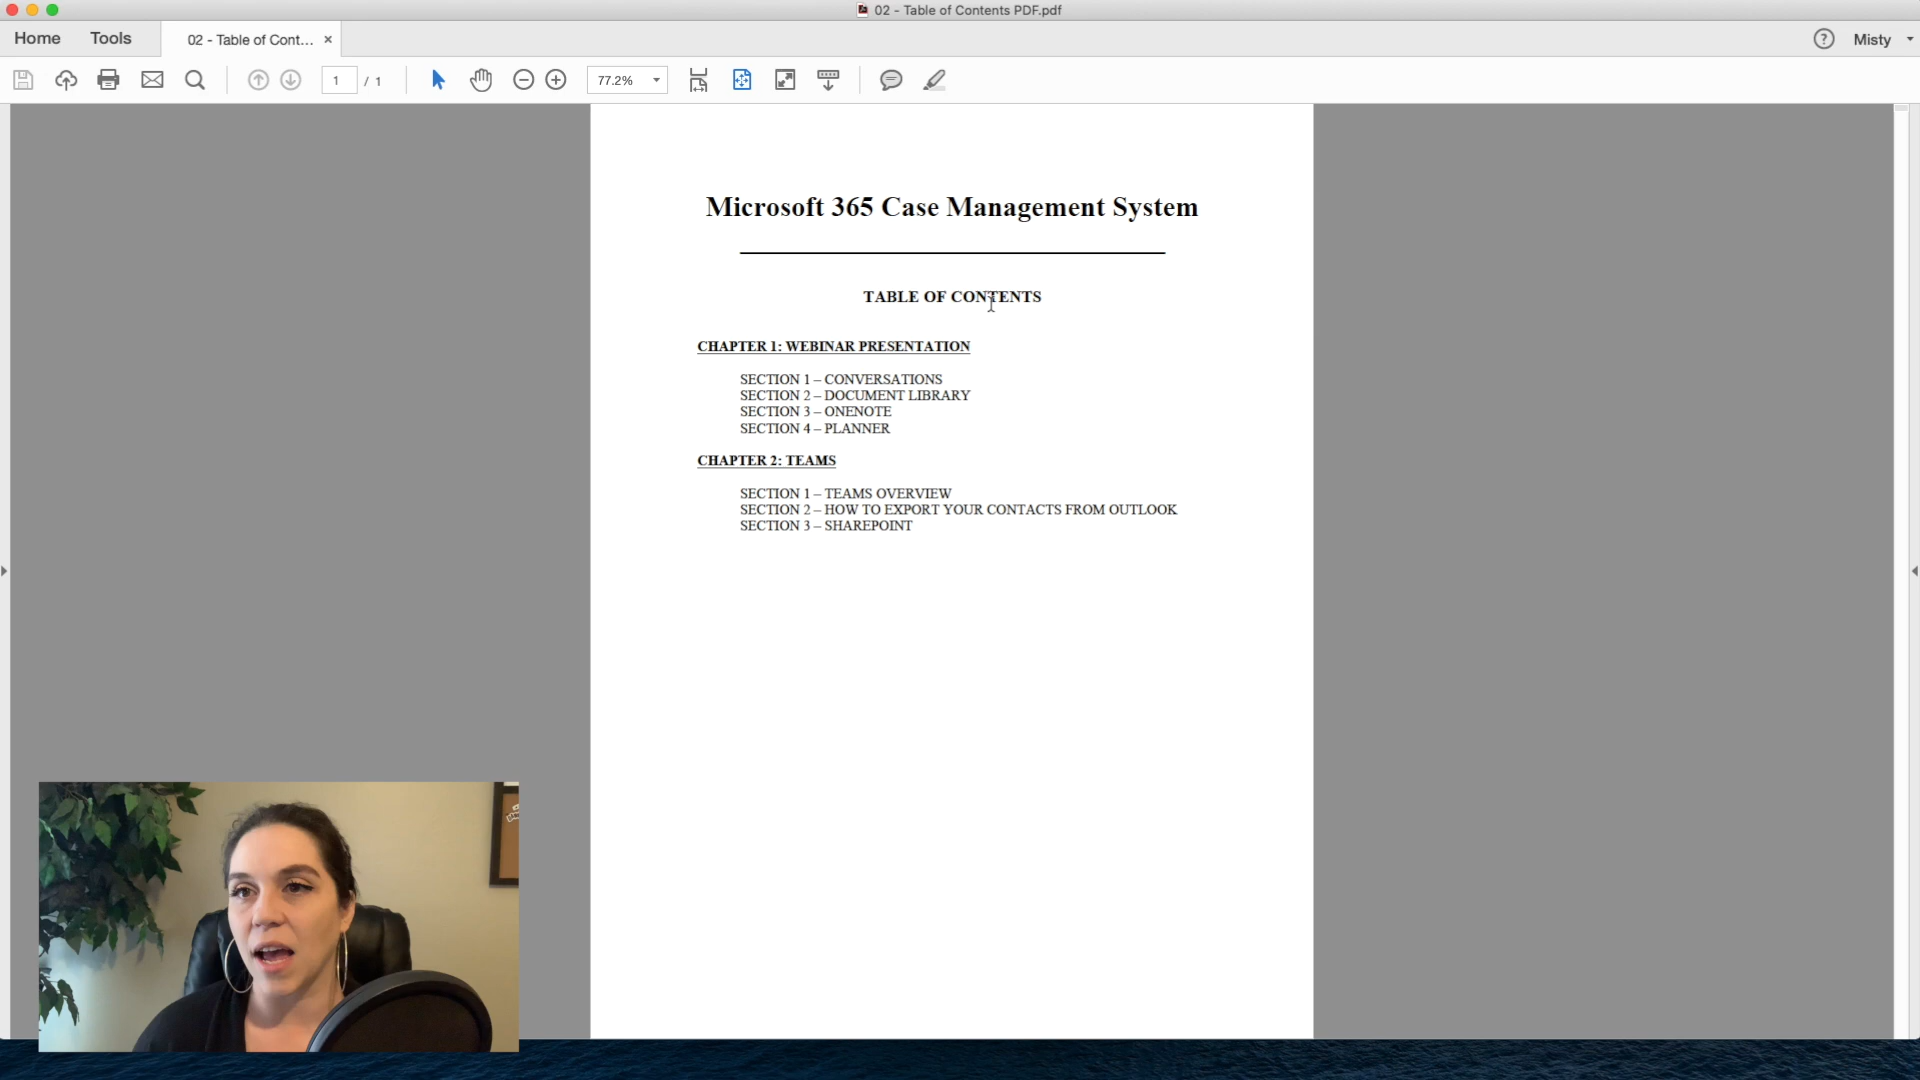 02 - Table of Contents PDF.pdf
Home Tools 02 - Table of Cont... × ? Misty
1 / 1 77.2%
Microsoft 365 Case Management System
TABLE OF CONTENTS
CHAPTER 1: WEBINAR PRESENTATION
SECTION 1 – CONVERSATIONS
SECTION 2 – DOCUMENT LIBRARY
SECTION 3 – ONENOTE
SECTION 4 – PLANNER
CHAPTER 2: TEAMS
SECTION 1 – TEAMS OVERVIEW
SECTION 2 – HOW TO EXPORT YOUR CONTACTS FROM OUTLOOK
SECTION 3 – SHAREPOINT